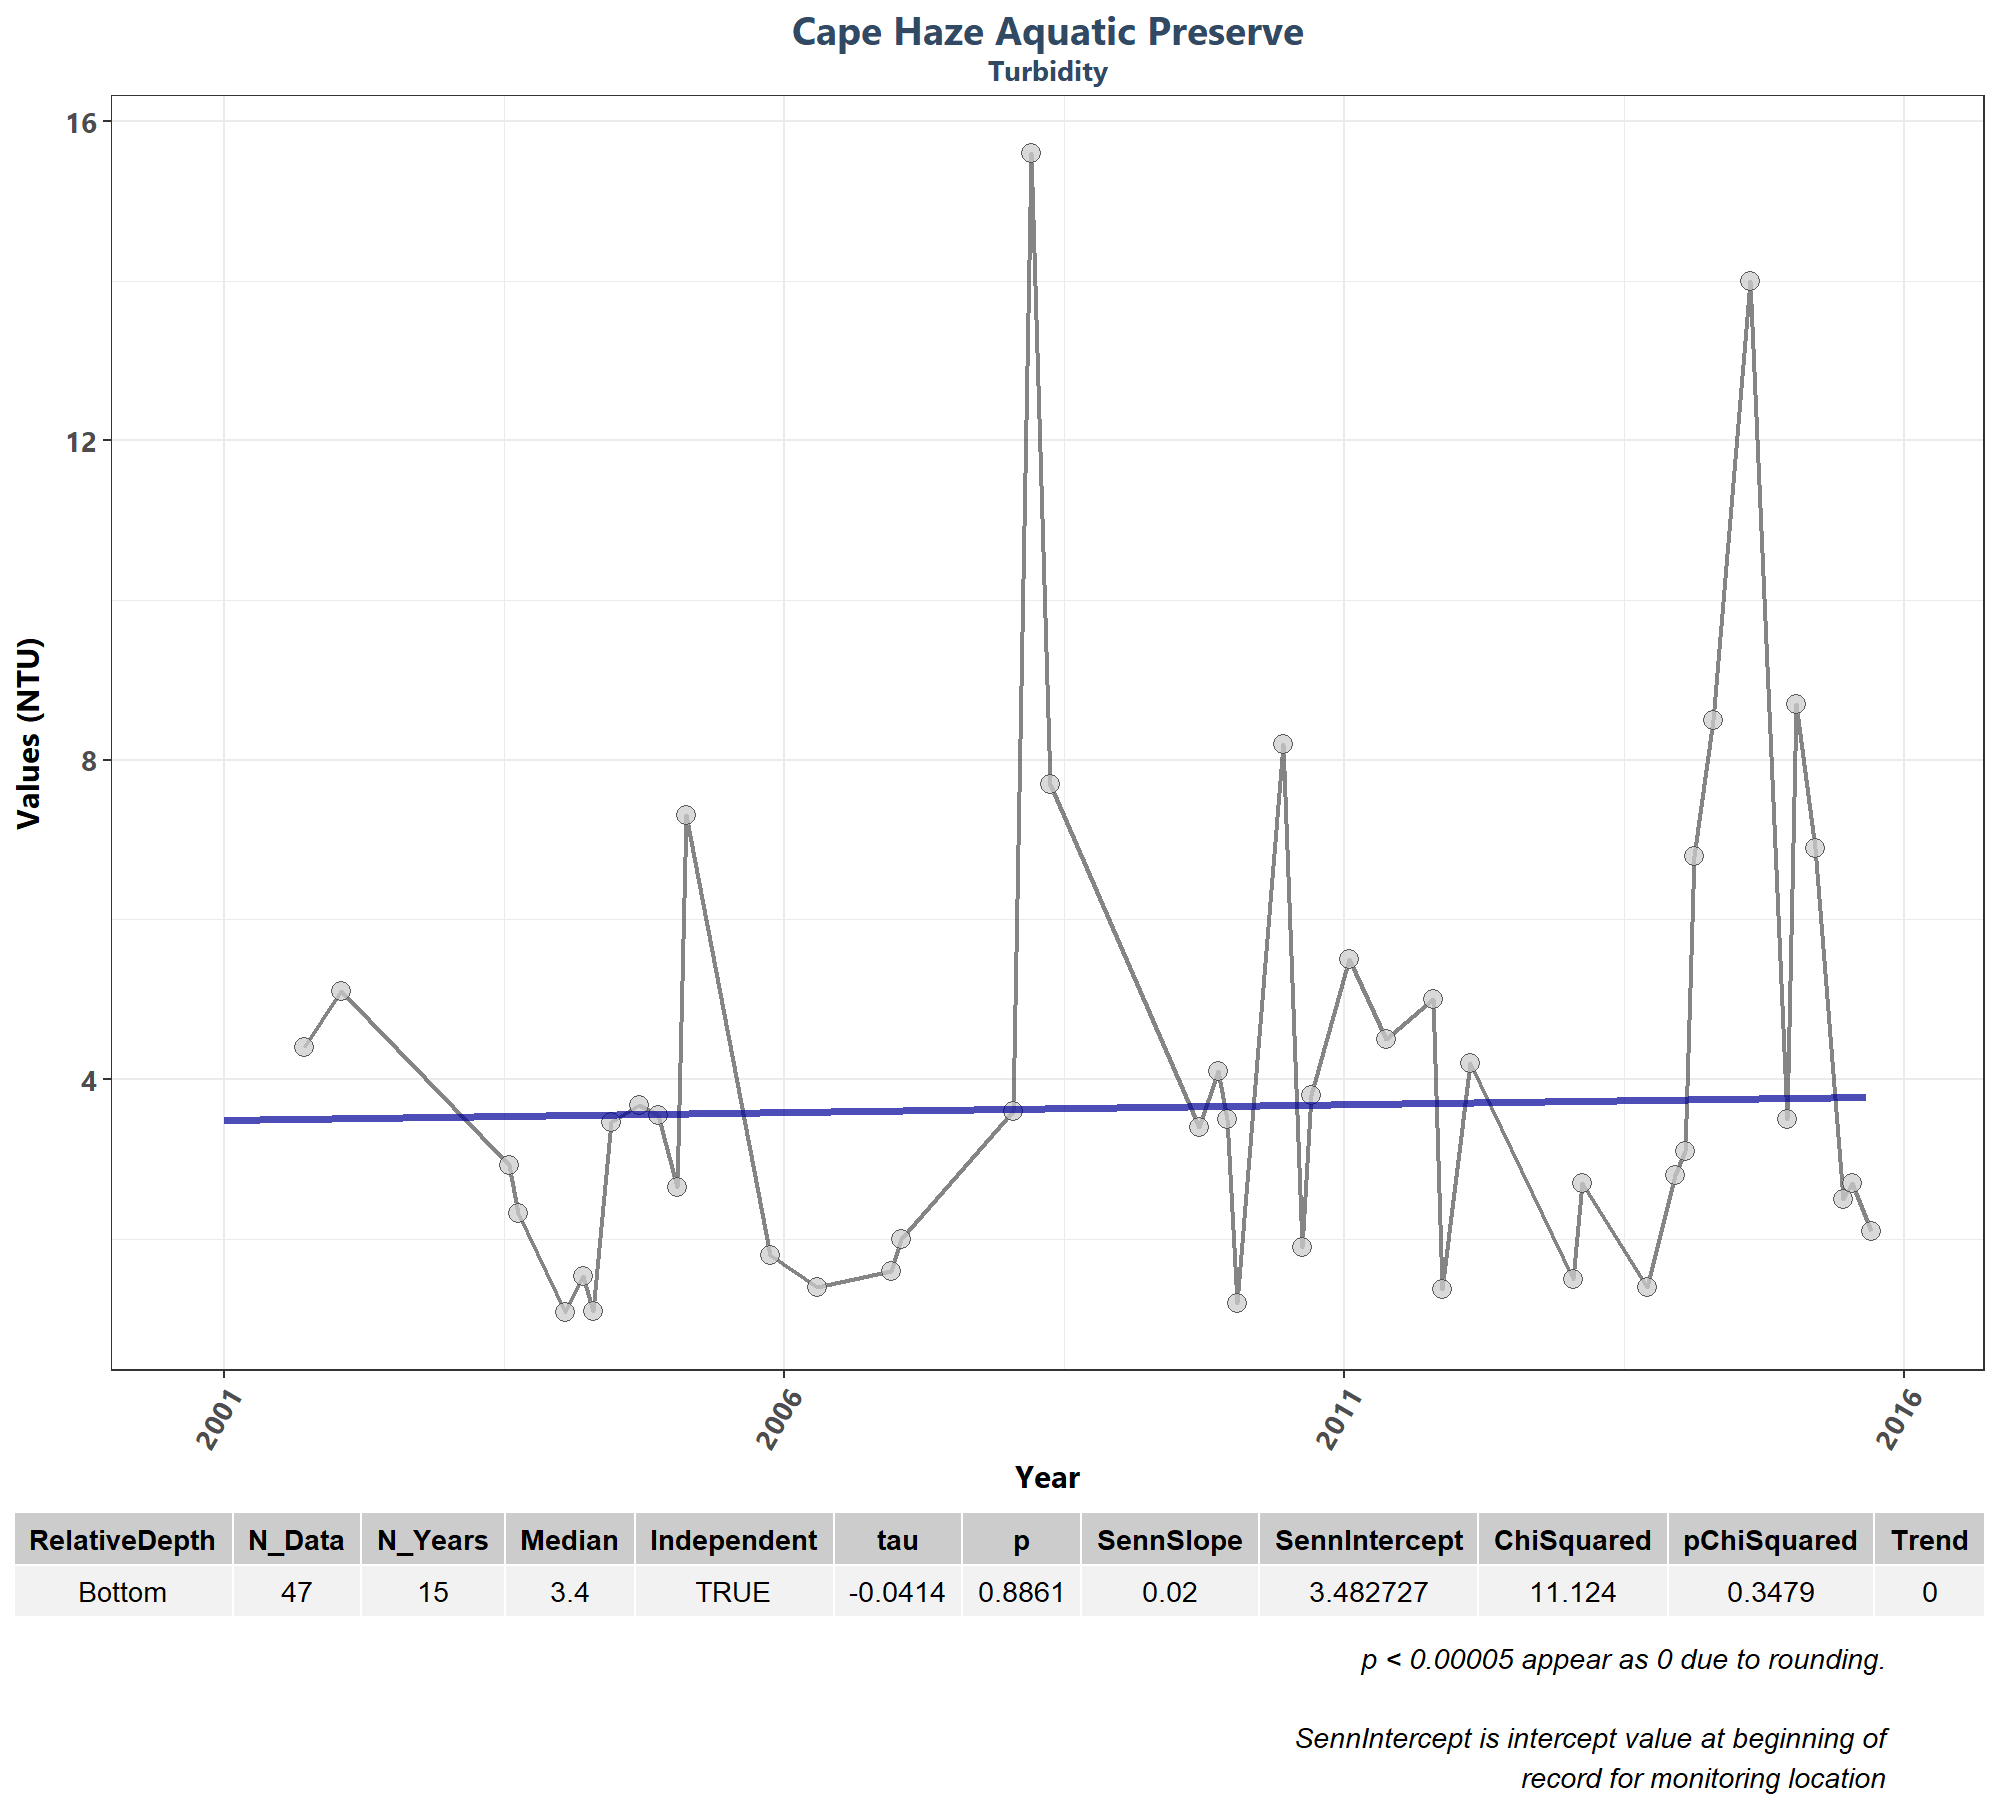 Cape Haze Aquatic Preserve
Turbidity
Values (NTU)
16
12
8
4
2001 2006 2011 2016
Year
RelativeDepth N_Data N_Years Median Independent tau p SennSlope SennIntercept ChiSquared pChiSquared Trend
Bottom 47 15 3.4 TRUE -0.0414 0.8861 0.02 3.482727 11.124 0.3479 0
p < 0.00005 appear as 0 due to rounding.
SennIntercept is intercept value at beginning of
record for monitoring location